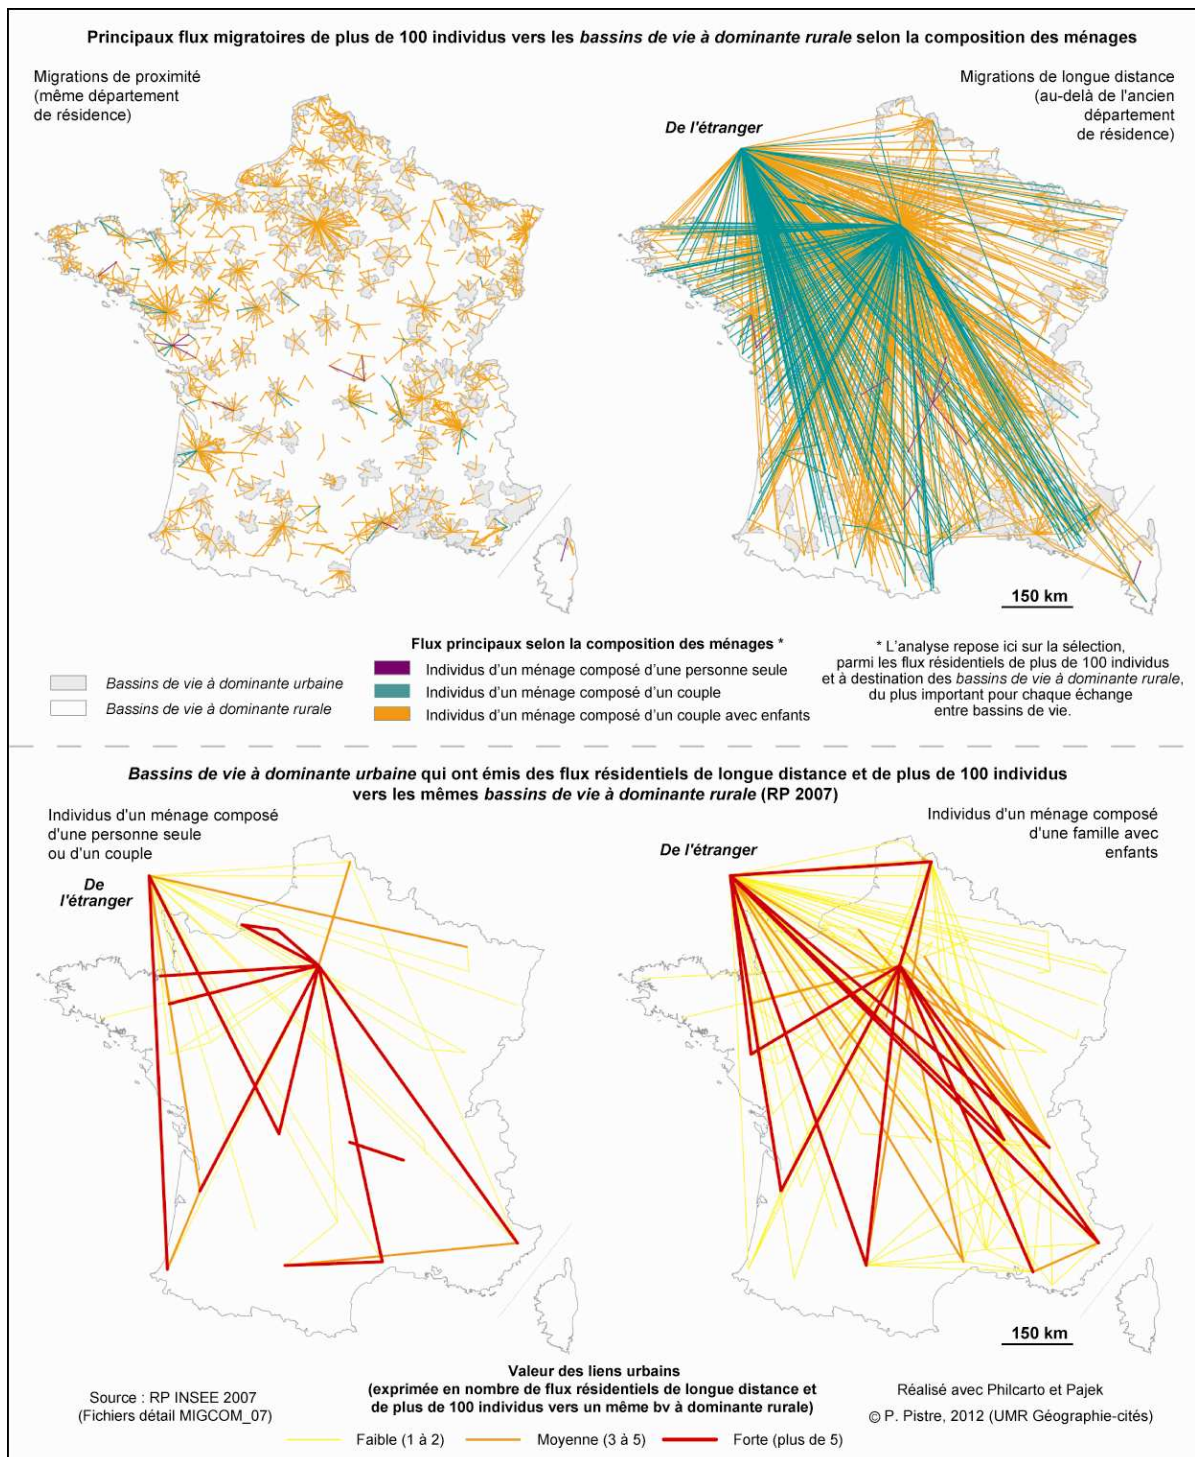 Principaux flux migratoires de plus de 100 individus vers les bassins de vie à dominante rurale selon la composition des ménages
Migrations de proximité
(même département
de résidence)
Migrations de longue distance
(au-delà de l'ancien
département
de résidence)
De l'étranger
150 km
Flux principaux selon la composition des ménages *
Bassins de vie à dominante urbaine
Bassins de vie à dominante rurale
Individus d'un ménage composé d'une personne seule
Individus d'un ménage composé d'un couple
Individus d'un ménage composé d'un couple avec enfants
* L'analyse repose ici sur la sélection,
parmi les flux résidentiels de plus de 100 individus
et à destination des bassins de vie à dominante rurale,
du plus important pour chaque échange
entre bassins de vie.
Bassins de vie à dominante urbaine qui ont émis des flux résidentiels de longue distance et de plus de 100 individus
vers les mêmes bassins de vie à dominante rurale (RP 2007)
Individus d'un ménage composé
d'une personne seule
ou d'un couple
De
l'étranger
Individus d'un ménage composé
d'une famille avec
enfants
De l'étranger
150 km
Valeur des liens urbains
(exprimée en nombre de flux résidentiels de longue distance et
de plus de 100 individus vers un même bv à dominante rurale)
Source : RP INSEE 2007
(Fichiers détail MIGCOM_07)
Réalisé avec Philcarto et Pajek
© P. Pistre, 2012 (UMR Géographie-cités)
Faible (1 à 2)
Moyenne (3 à 5)
Forte (plus de 5)